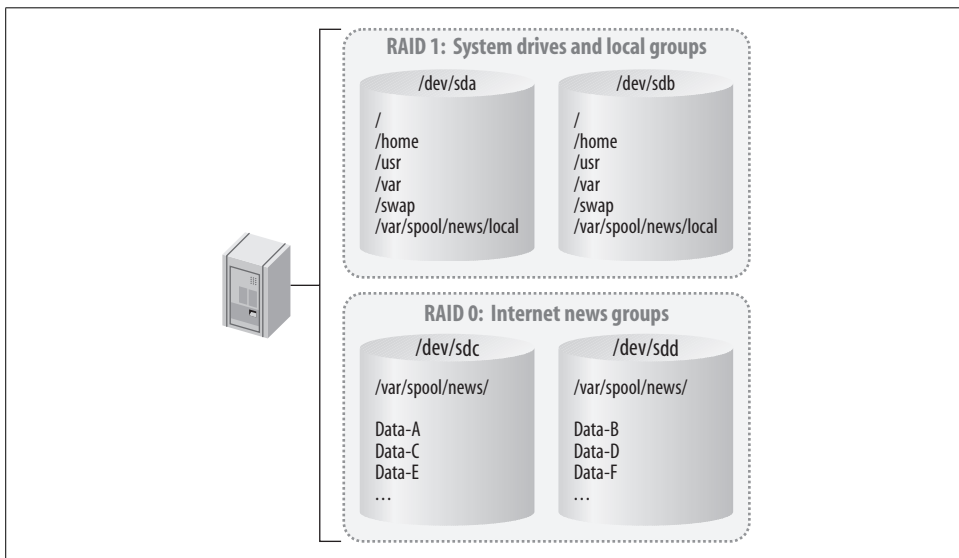 RAID 1: System drives and local groups
/dev/sda
/
/home
/usr
/var
/swap
/var/spool/news/local
/dev/sdb
/
/home
/usr
/var
/swap
/var/spool/news/local
RAID 0: Internet news groups
/dev/sdc
/var/spool/news/
Data-A
Data-C
Data-E
...
/dev/sdd
/var/spool/news/
Data-B
Data-D
Data-F
...